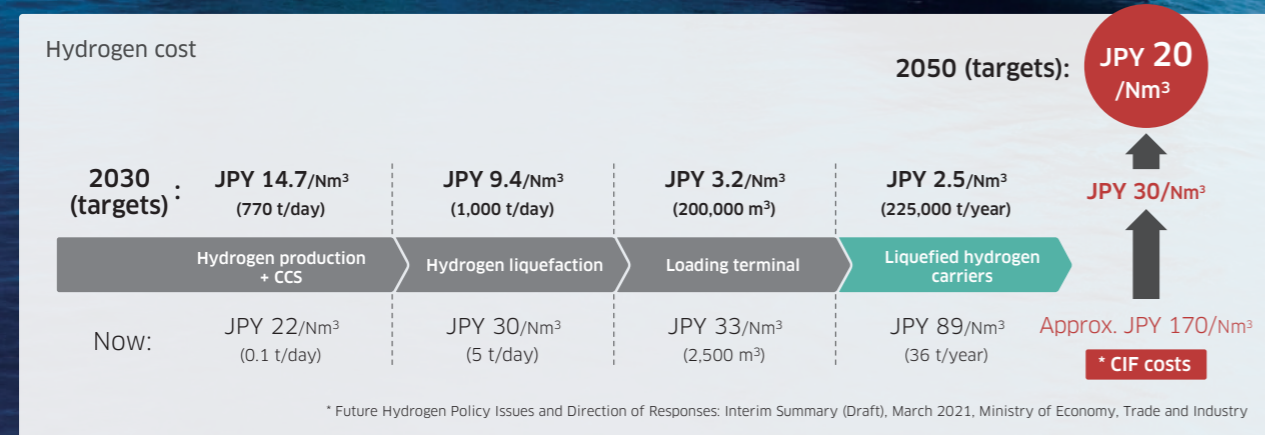 Hydrogen cost
2050 (targets):
JPY 20
/Nm³
2030
(targets) :
JPY 14.7/Nm³
(770 t/day)
JPY 9.4/Nm³
(1,000 t/day)
JPY 3.2/Nm³
(200,000 m³)
JPY 2.5/Nm³
(225,000 t/year)
JPY 30/Nm³
Hydrogen production
+ CCS
Hydrogen liquefaction
Loading terminal
Liquefied hydrogen
carriers
Now:
JPY 22/Nm³
(0.1 t/day)
JPY 30/Nm³
(5 t/day)
JPY 33/Nm³
(2,500 m³)
JPY 89/Nm³
(36 t/year)
Approx. JPY 170/Nm³
* CIF costs
* Future Hydrogen Policy Issues and Direction of Responses: Interim Summary (Draft), March 2021, Ministry of Economy, Trade and Industry